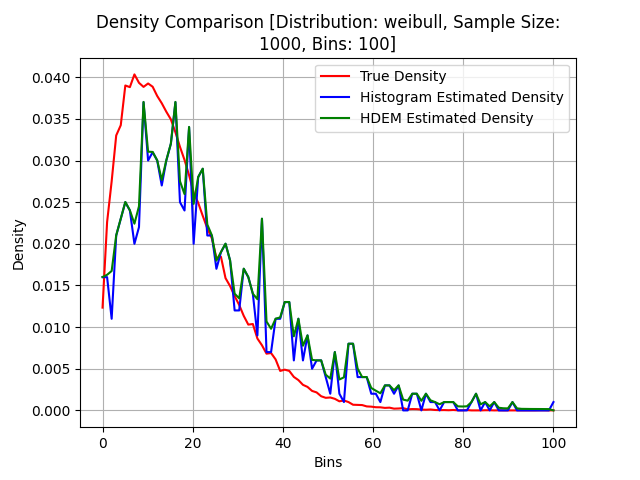 Density Comparison [Distribution: weibull, Sample Size:
1000, Bins: 100]
True Density
Histogram Estimated Density
HDEM Estimated Density
Density
0.040
0.035
0.030
0.025
0.020
0.015
0.010
0.005
0.000
0 20 40 60 80 100
Bins